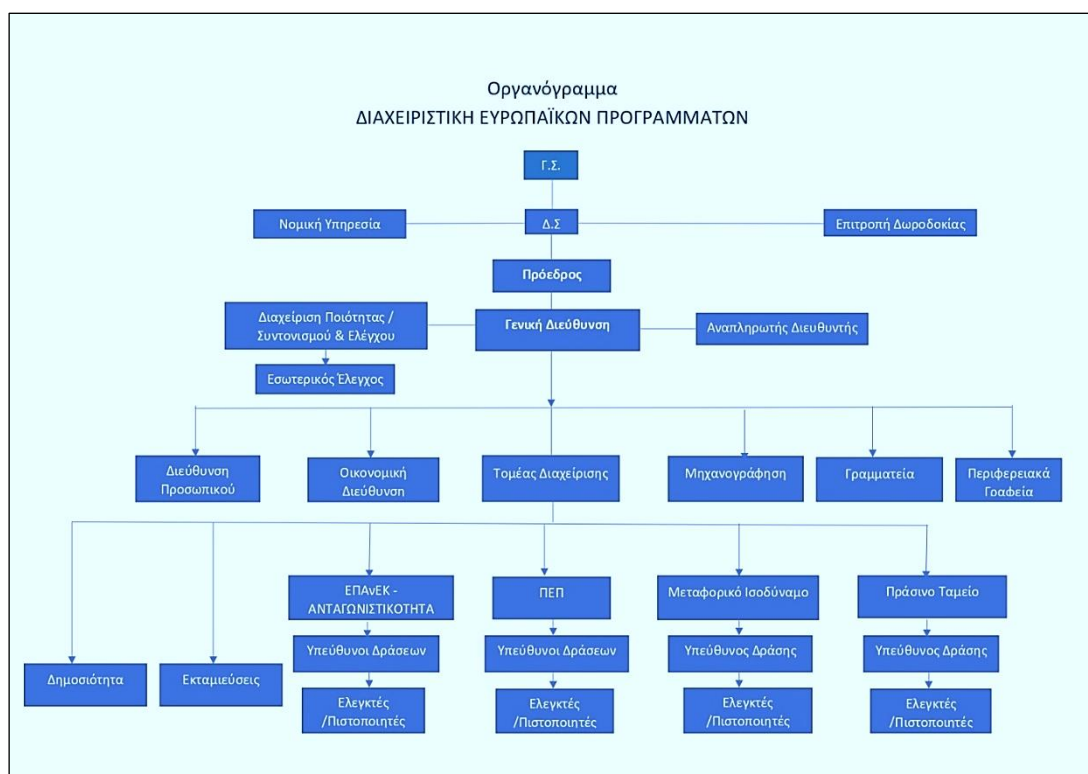 Οργανόγραμμα
ΔΙΑΧΕΙΡΙΣΤΙΚΗ ΕΥΡΩΠΑΪΚΩΝ ΠΡΟΓΡΑΜΜΑΤΩΝ
Γ.Σ.
Νομική Υπηρεσία
Δ.Σ
Επιτροπή Δωροδοκίας
Πρόεδρος
Διαχείριση Ποιότητας /
Συντονισμού & Ελέγχου
Γενική Διεύθυνση
Αναπληρωτής Διευθυντής
Εσωτερικός Έλεγχος
Διεύθυνση
Προσωπικού
Οικονομική
Διεύθυνση
Τομέας Διαχείρισης
Μηχανογράφηση
Γραμματεία
Περιφερειακά
Γραφεία
ΕΠΑνΕΚ -
ΑΝΤΑΓΩΝΙΣΤΙΚΟΤΗΤΑ
ΠΕΠ
Μεταφορικό Ισοδύναμο
Πράσινο Ταμείο
Υπεύθυνοι Δράσεων
Υπεύθυνοι Δράσεων
Υπεύθυνος Δράσης
Υπεύθυνος Δράσης
Δημοσιότητα
Εκταμιεύσεις
Ελεγκτές
/Πιστοποιητές
Ελεγκτές
/Πιστοποιητές
Ελεγκτές
/Πιστοποιητές
Ελεγκτές
/Πιστοποιητές